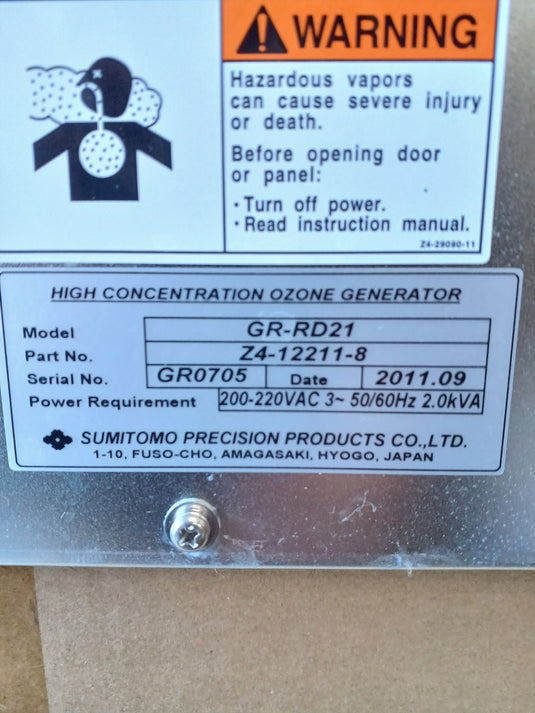 WARNING
Hazardous vapors
can cause severe injury
or death.
Before opening door
or panel:
・Turn off power.
・Read instruction manual.
Z4-29090-11
HIGH CONCENTRATION OZONE GENERATOR
Model GR-RD21
Part No. Z4-12211-8
Serial No. GR0705 Date 2011.09
Power Requirement 200-220VAC 3~ 50/60Hz 2.0kVA
SUMITOMO PRECISION PRODUCTS CO.,LTD.
1-10, FUSO-CHO, AMAGASAKI, HYOGO, JAPAN